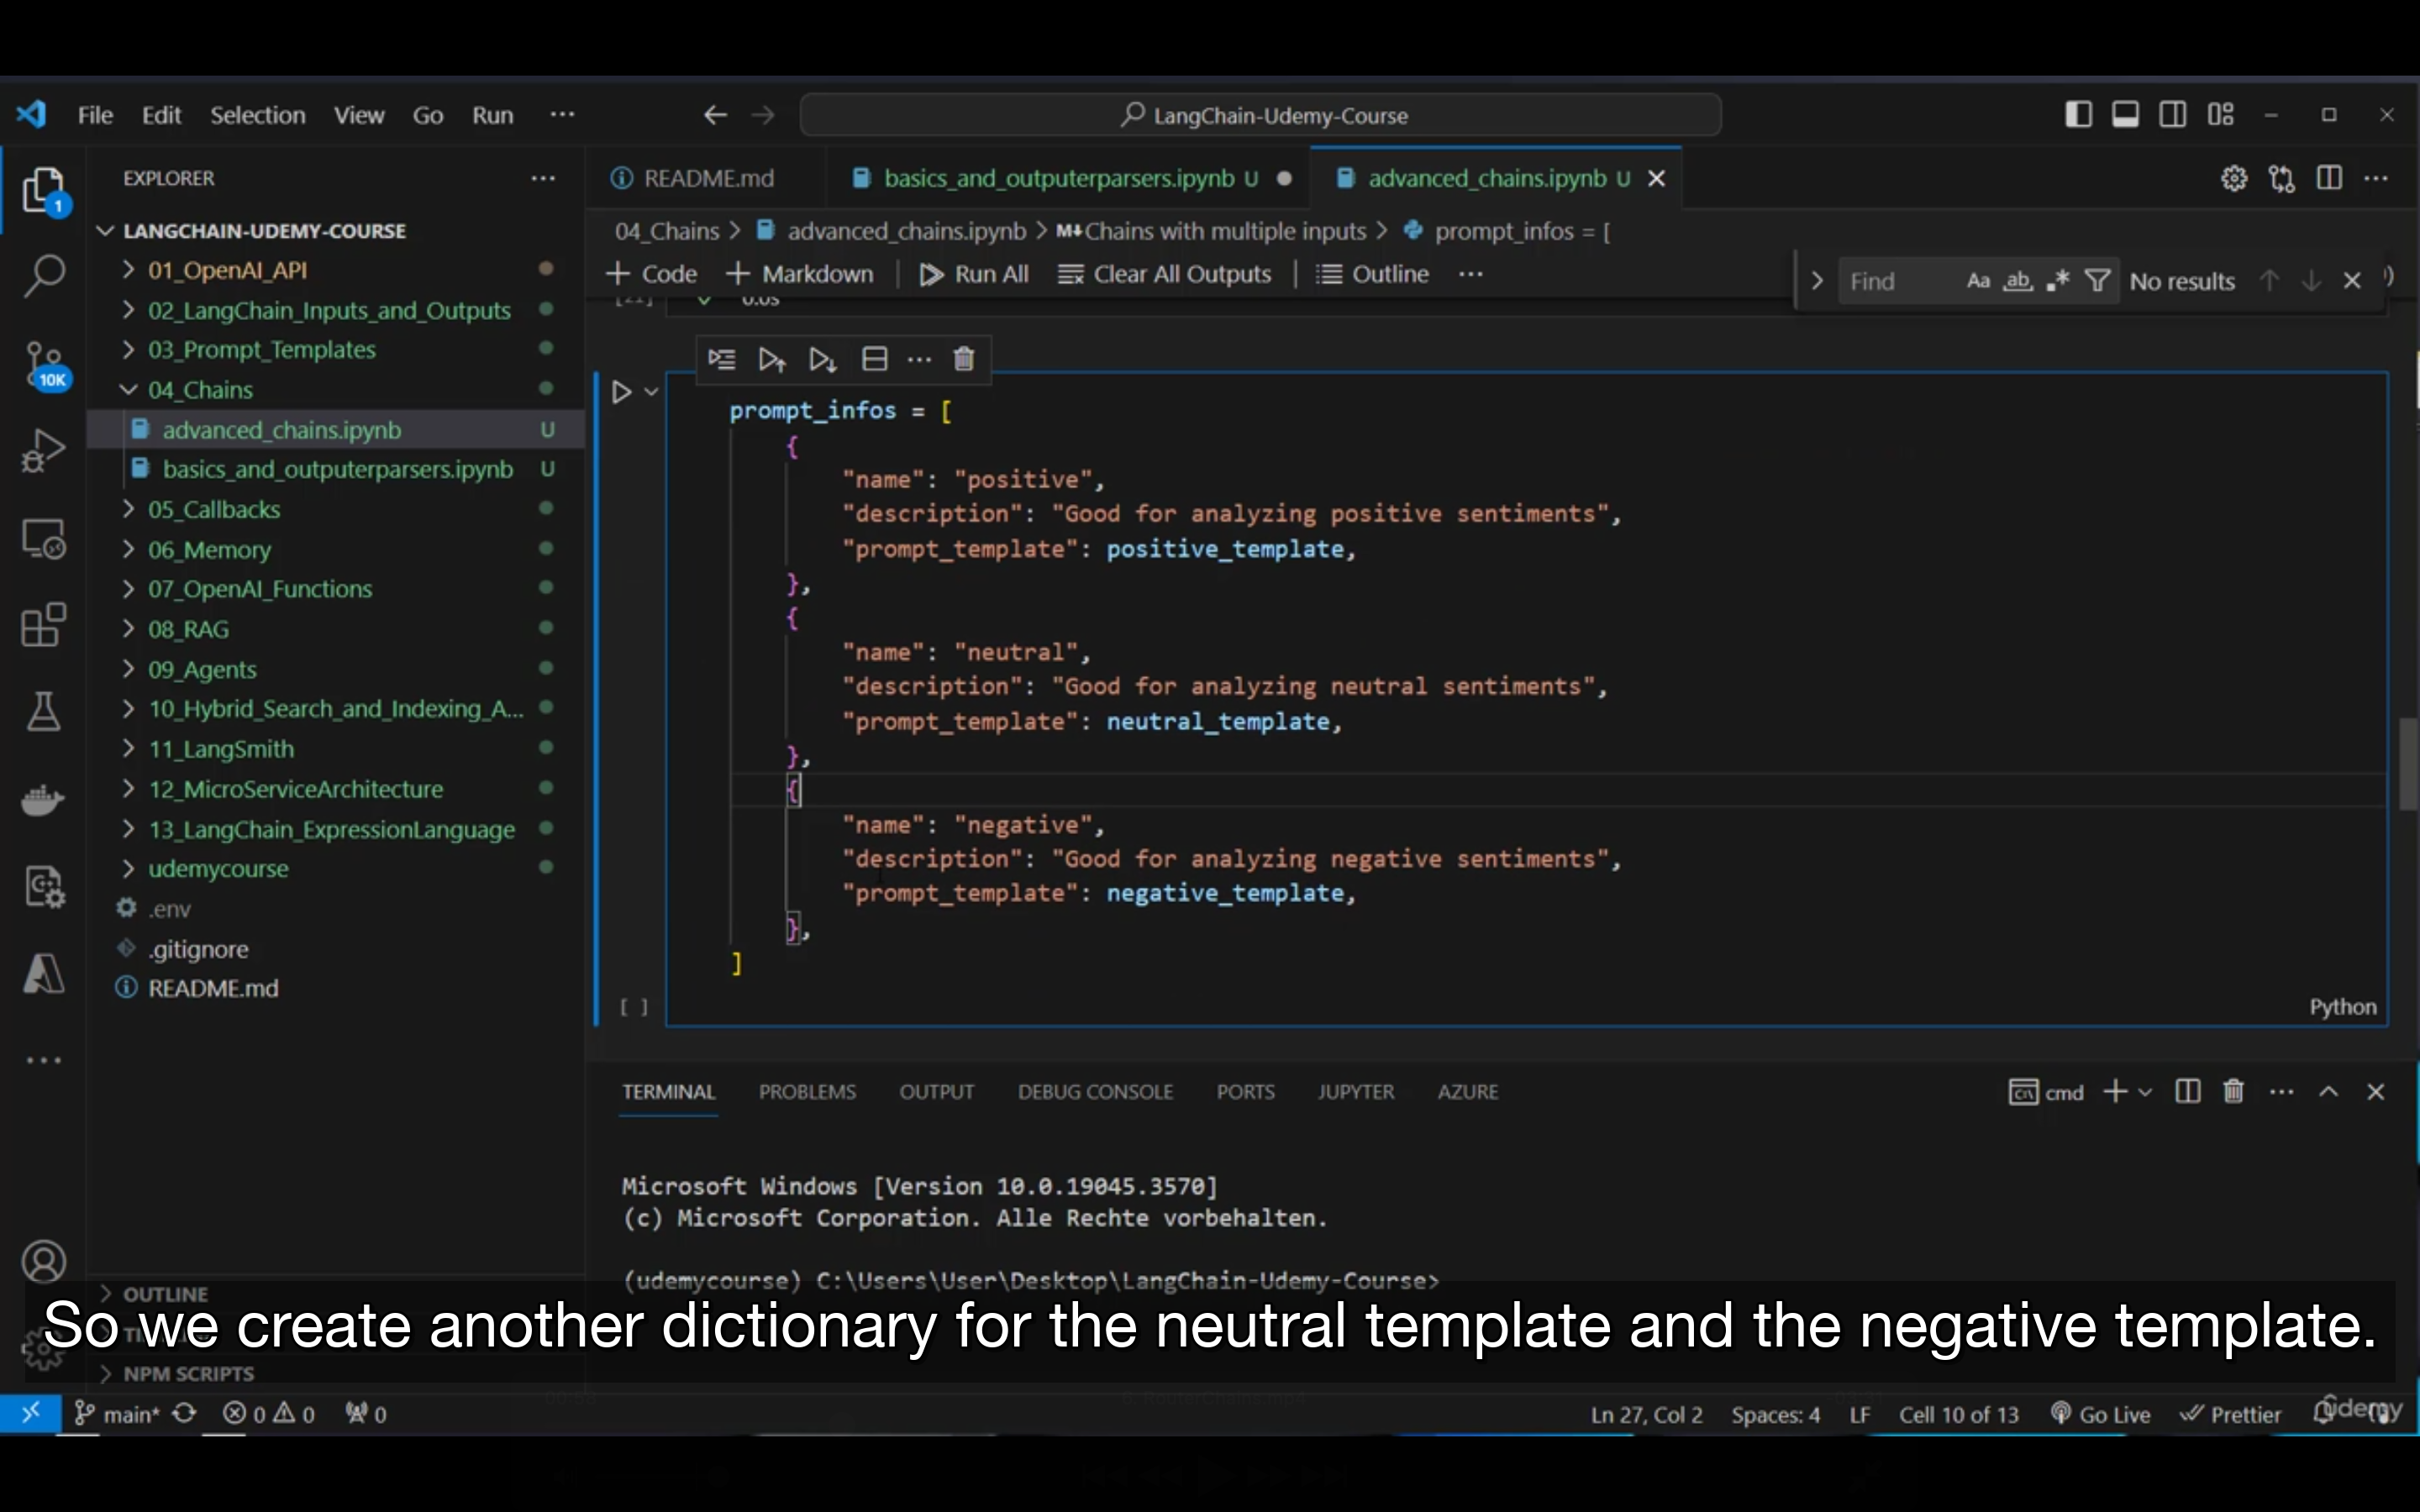 File Edit Selection View Go Run ···
LangChain-Udemy-Course
EXPLORER
README.md
basics_and_outputerparsers.ipynb U
advanced_chains.ipynb U
LANGCHAIN-UDEMY-COURSE
01_OpenAI_API
02_LangChain_Inputs_and_Outputs
03_Prompt_Templates
04_Chains
advanced_chains.ipynb U
basics_and_outputerparsers.ipynb U
05_Callbacks
06_Memory
07_OpenAI_Functions
08_RAG
09_Agents
10_Hybrid_Search_and_Indexing_A...
11_LangSmith
12_MicroServiceArchitecture
13_LangChain_ExpressionLanguage
udemycourse
.env
.gitignore
README.md
1
10K
04_Chains > advanced_chains.ipynb > M↓Chains with multiple inputs > prompt_infos = [
+ Code + Markdown Run All Clear All Outputs Outline ···
Find Aa ab No results
0.0s
prompt_infos = [
{
"name": "positive",
"description": "Good for analyzing positive sentiments",
"prompt_template": positive_template,
},
{
"name": "neutral",
"description": "Good for analyzing neutral sentiments",
"prompt_template": neutral_template,
},
{
"name": "negative",
"description": "Good for analyzing negative sentiments",
"prompt_template": negative_template,
},
]
[ ]
Python
TERMINAL PROBLEMS OUTPUT DEBUG CONSOLE PORTS JUPYTER AZURE
cmd
Microsoft Windows [Version 10.0.19045.3570]
(c) Microsoft Corporation. Alle Rechte vorbehalten.
(udemycourse) C:\Users\User\Desktop\LangChain-Udemy-Course>
OUTLINE
So we create another dictionary for the neutral template and the negative template.
NPM SCRIPTS
main* 0 0 0
Ln 27, Col 2 Spaces: 4 LF Cell 10 of 13 Go Live Prettier
udemy